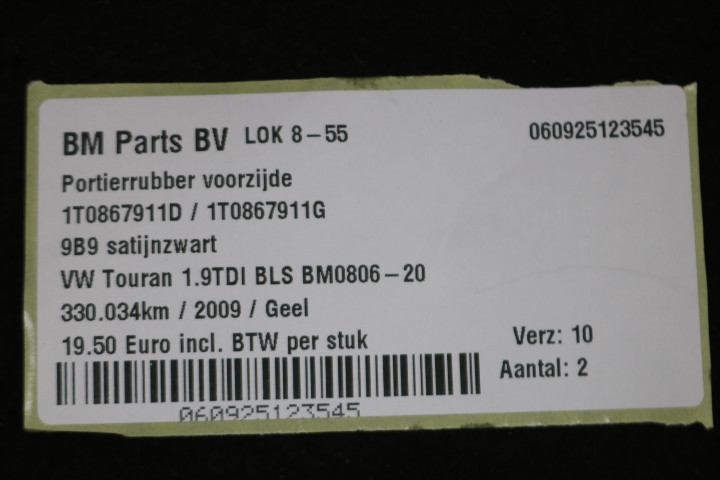 BM Parts BV LOK 8-55 060925123545
Portierrubber voorzijde
1T0867911D / 1T0867911G
9B9 satijnzwart
VW Touran 1.9TDI BLS BM0806-20
330.034km / 2009 / Geel
19.50 Euro incl. BTW per stuk Verz: 10
Aantal: 2
060925123545